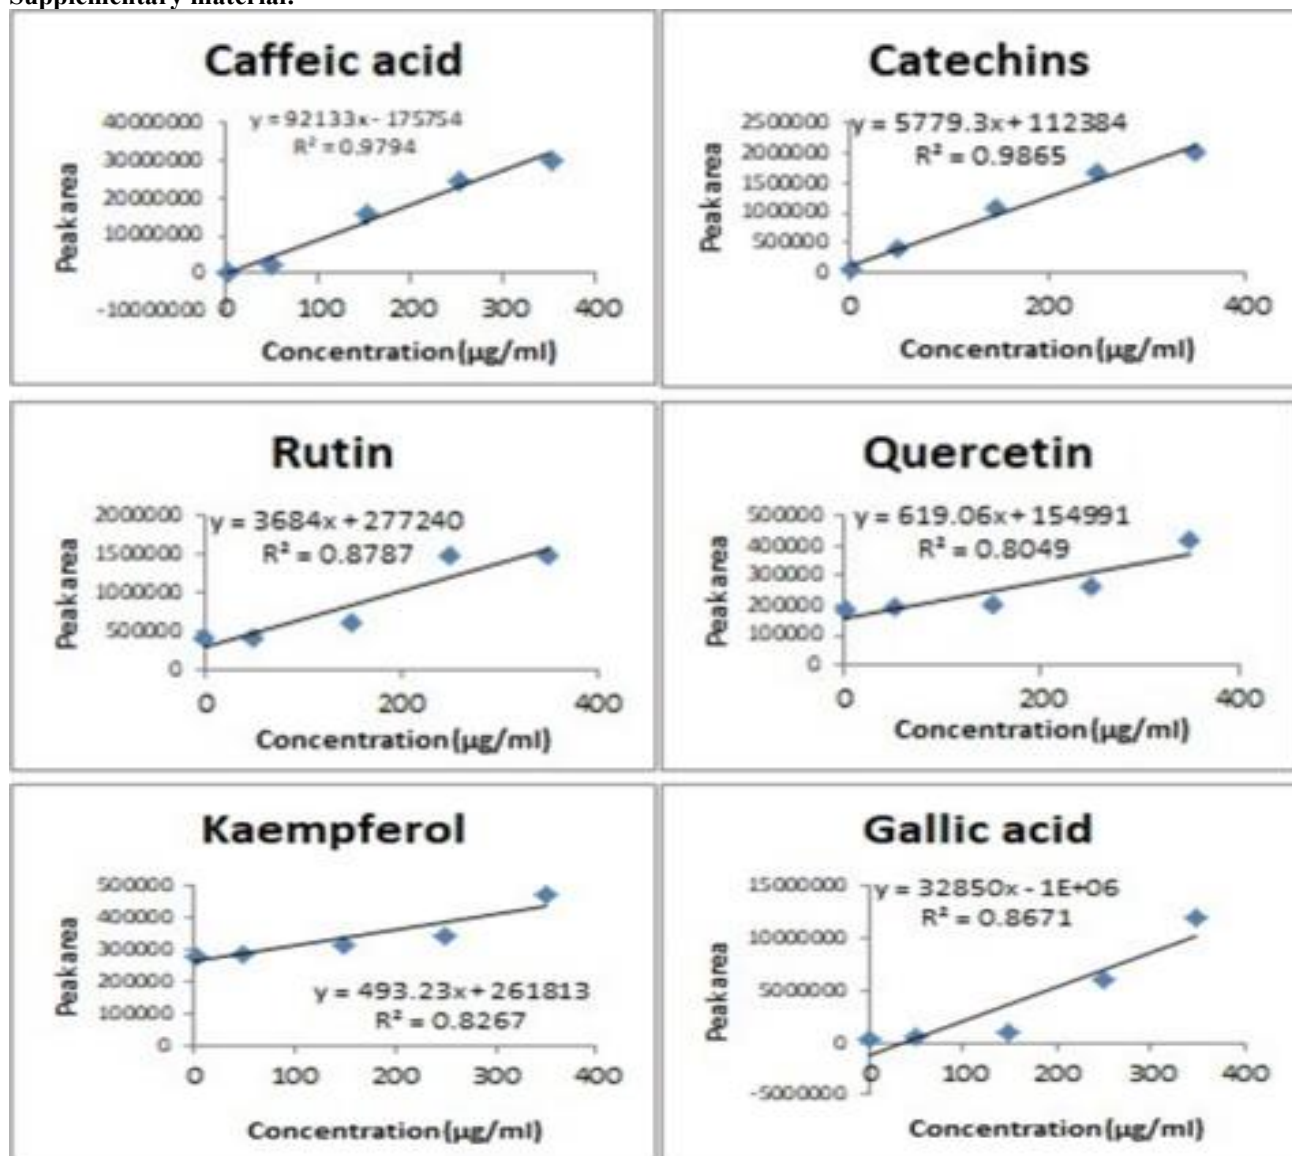 Supplementary material:
Caffeic acid
y = 92133x - 175754
R² = 0.9794
40000000
30000000
20000000
10000000
0
-10000000
0 100 200 300 400
Peak area
Concentration (µg/ml)
Catechins
y = 5779.3x + 112384
R² = 0.9865
2500000
2000000
1500000
1000000
500000
0
0 200 400
Peak area
Concentration (µg/ml)
Rutin
y = 3684x + 277240
R² = 0.8787
2000000
1500000
1000000
500000
0
0 200 400
Peak area
Concentration (µg/ml)
Quercetin
y = 619.06x + 154991
R² = 0.8049
500000
400000
300000
200000
100000
0
0 200 400
Peak area
Concentration (µg/ml)
Kaempferol
500000
400000
300000
200000
100000
0
y = 493.23x + 261813
R² = 0.8267
0 100 200 300 400
Peak area
Concentration (µg/ml)
Gallic acid
y = 32850x - 1E+06
R² = 0.8671
15000000
10000000
5000000
0
-5000000
0 100 200 300 400
Peak area
Concentration (µg/ml)